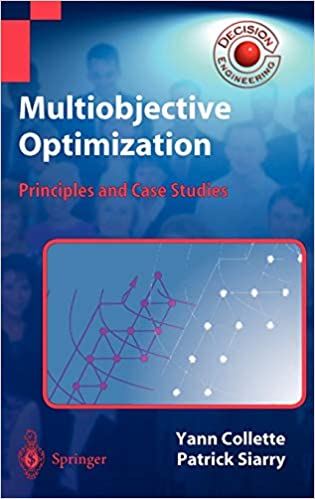 DECISION
ENGINEERING
Multiobjective
Optimization
Principles and Case Studies
Yann Collette
Patrick Siarry
Springer